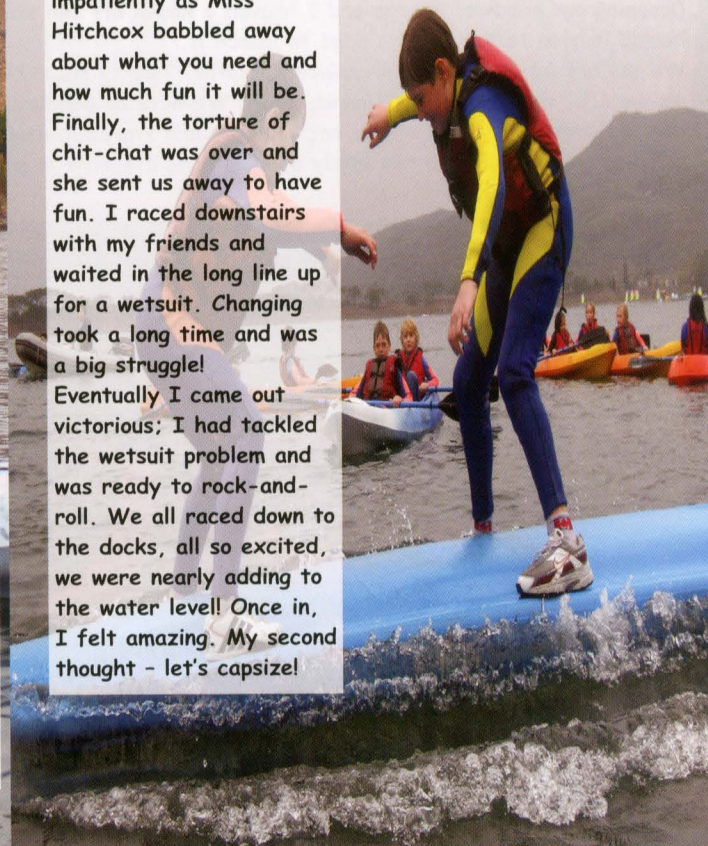 impatiently as Miss
Hitchcox babbled away
about what you need and
how much fun it will be.
Finally, the torture of
chit-chat was over and
she sent us away to have
fun. I raced downstairs
with my friends and
waited in the long line up
for a wetsuit. Changing
took a long time and was
a big struggle!
Eventually I came out
victorious; I had tackled
the wetsuit problem and
was ready to rock-and-
roll. We all raced down to
the docks, all so excited,
we were nearly adding to
the water level! Once in,
I felt amazing. My second
thought - let's capsize!